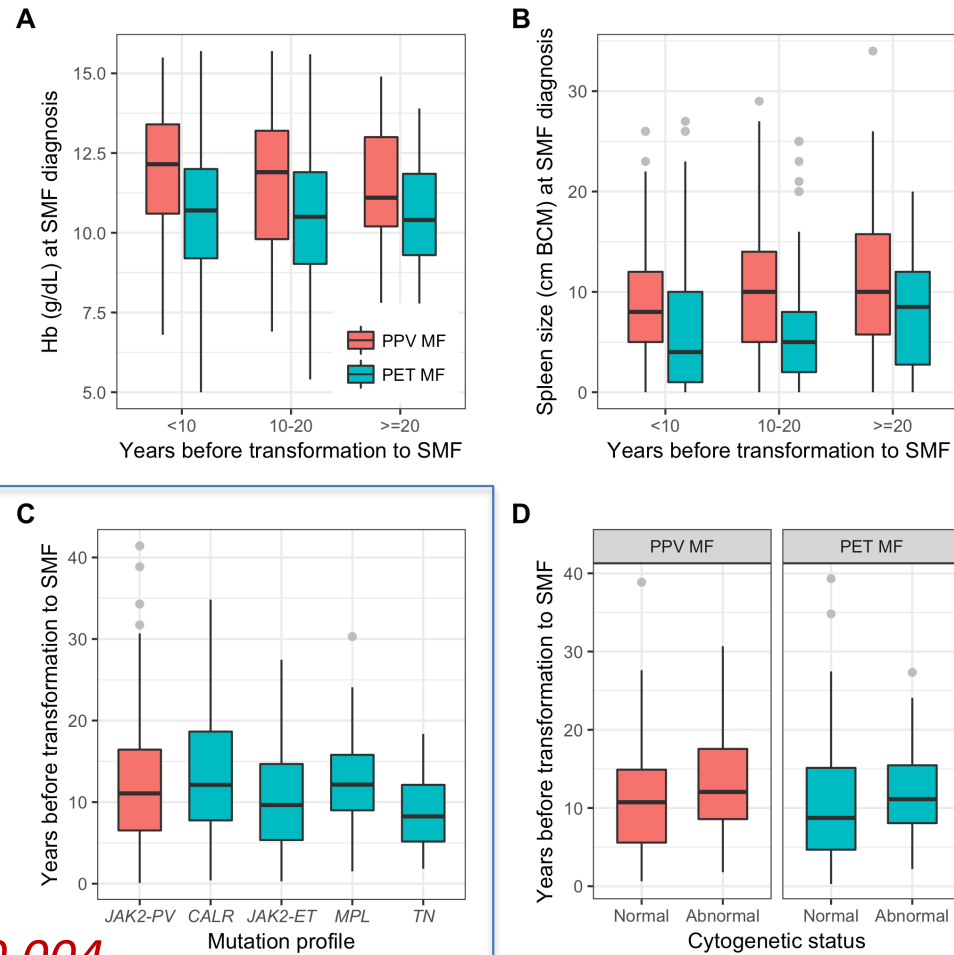 A
Hb (g/dL) at SMF diagnosis
15.0
12.5
10.0
7.5
5.0
PPV MF
PET MF
<10
10-20
>=20
Years before transformation to SMF
B
Spleen size (cm BCM) at SMF diagnosis
30
20
10
0
<10
10-20
>=20
Years before transformation to SMF
C
Years before transformation to SMF
40
30
20
10
0
JAK2-PV
CALR
JAK2-ET
MPL
TN
Mutation profile
D
PPV MF
PET MF
Years before transformation to SMF
40
30
20
10
0
Normal
Abnormal
Normal
Abnormal
Cytogenetic status